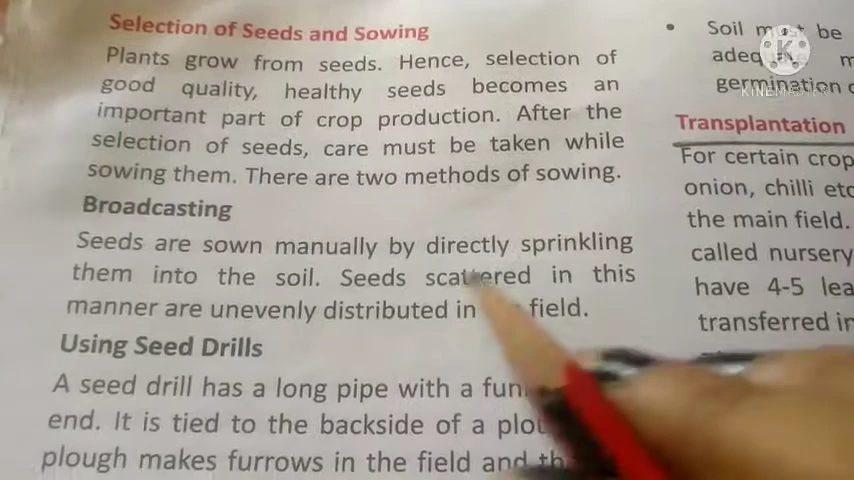 Selection of Seeds and Sowing
Plants grow from seeds. Hence, selection of
good quality, healthy seeds becomes an
important part of crop production. After the
selection of seeds, care must be taken while
sowing them. There are two methods of sowing.
Broadcasting
Seeds are sown manually by directly sprinkling
them into the soil. Seeds scattered in this
manner are unevenly distributed in field.
Using Seed Drills
A seed drill has a long pipe with a
end. It is tied to the backside of a
plough makes furrows in the field and
Soil must be
germination
Transplantation
For certain crop
onion, chilli etc
the main field.
called nursery
have 4-5
transferred in
K
KINEMASTER